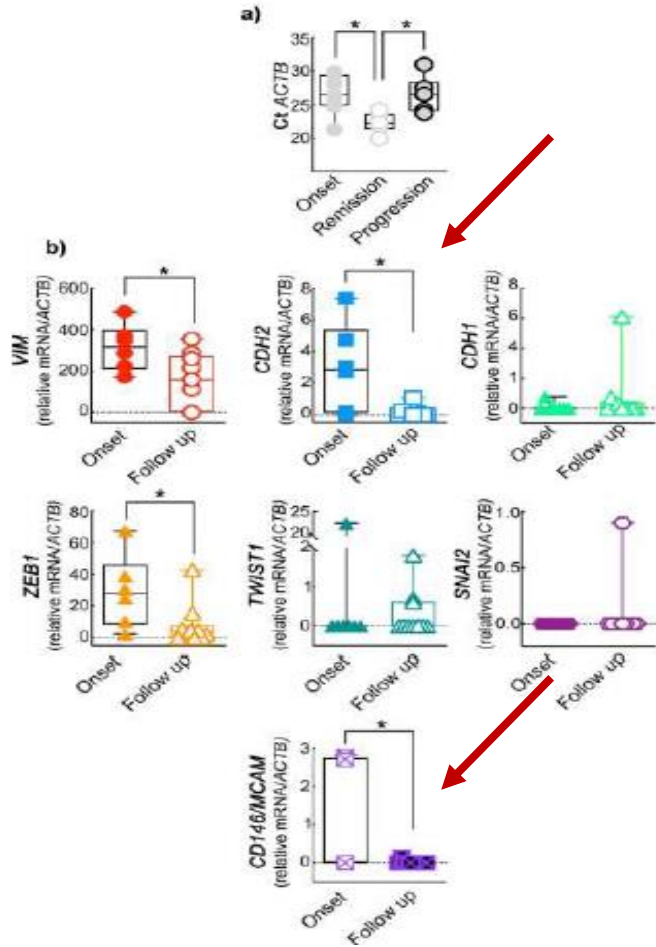 a)
* *
35
30
25
20
Ct ACTB
Onset
Remission
Progression
b)
*
600
400
200
0
VIM
(relative mRNA/ACTB)
Onset
Follow up
*
8
6
4
2
0
CDH2
(relative mRNA/ACTB)
Onset
Follow up
8
6
4
2
0
CDH1
(relative mRNA/ACTB)
Onset
Follow up
*
80
60
40
20
0
ZEB1
(relative mRNA/ACTB)
Onset
Follow up
25
20
2
1
0
TWIST1
(relative mRNA/ACTB)
Onset
Follow up
1.0
0.5
0.0
SNAI2
(relative mRNA/ACTB)
Onset
Follow up
*
3
2
1
0
CD146/MCAM
(relative mRNA/ACTB)
Onset
Follow up